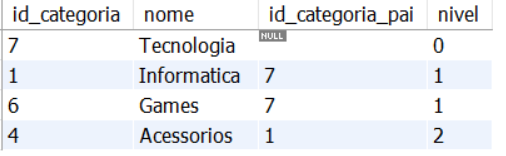 id_categoria nome id_categoria_pai nivel
7 Tecnologia NULL 0
1 Informatica 7 1
6 Games 7 1
4 Acessorios 1 2